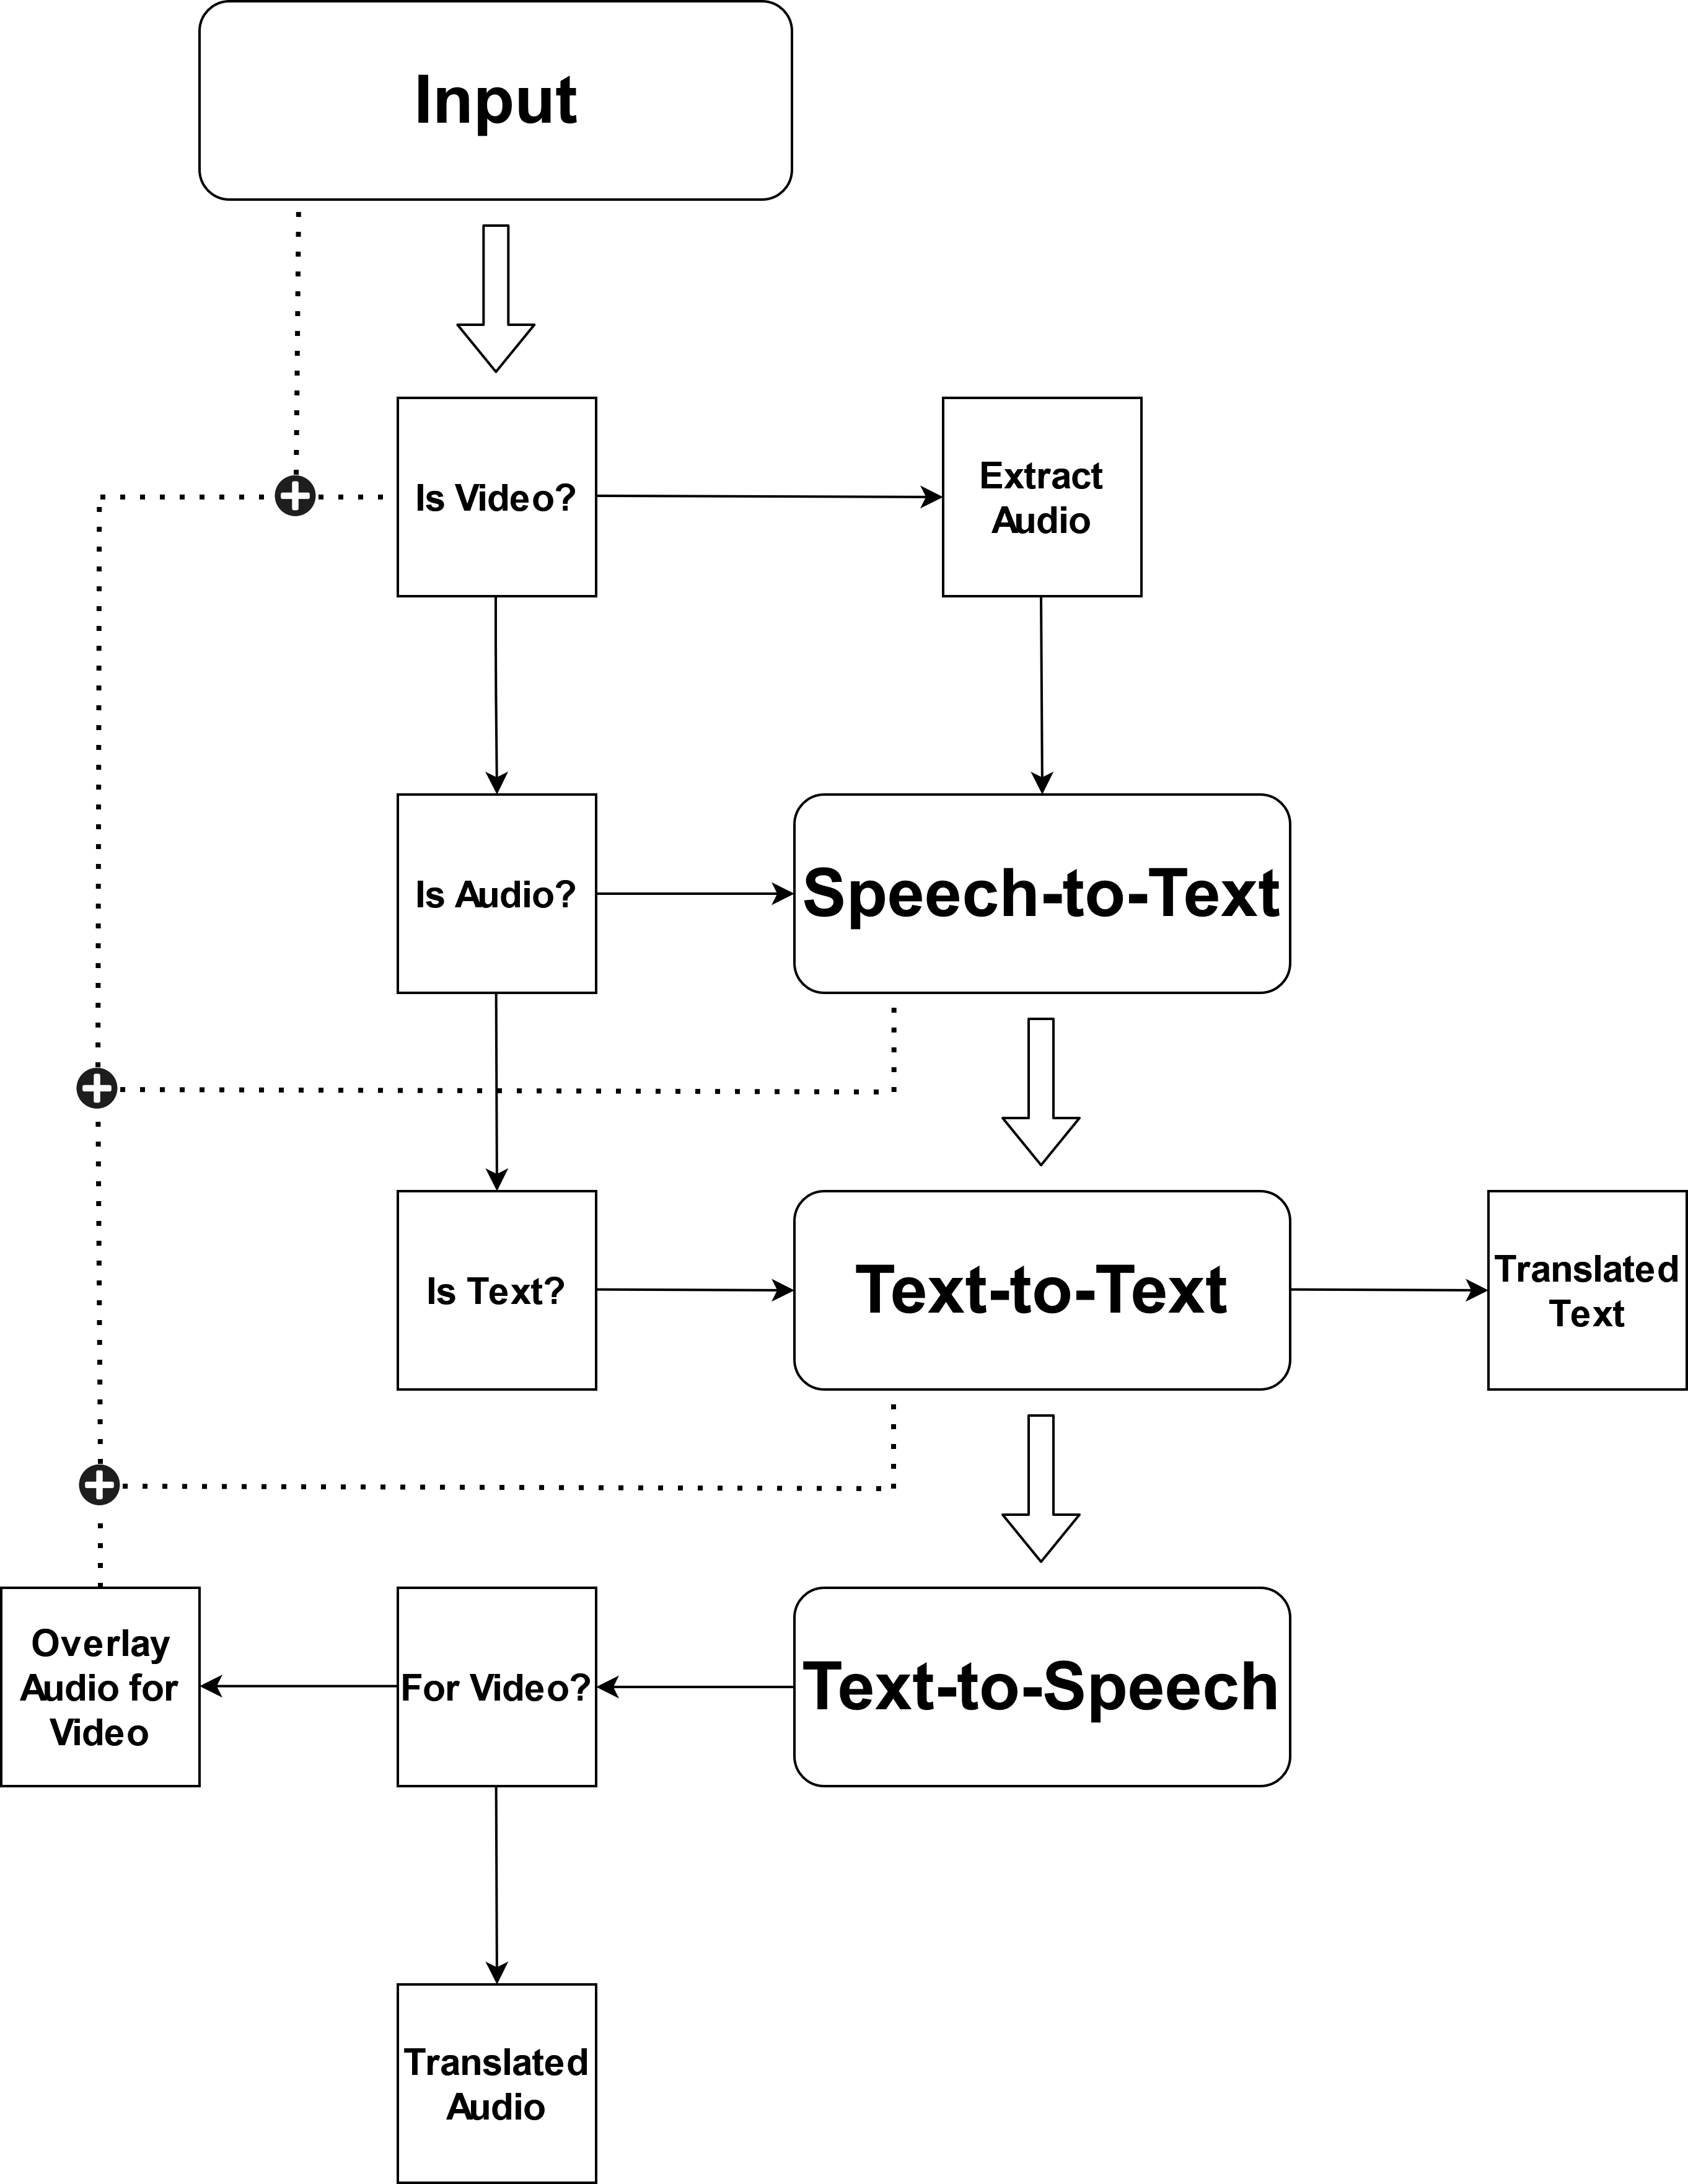 Input
Is Video?
Extract
Audio
Is Audio?
Speech-to-Text
Is Text?
Text-to-Text
Translated
Text
Overlay
Audio for
Video
For Video?
Text-to-Speech
Translated
Audio